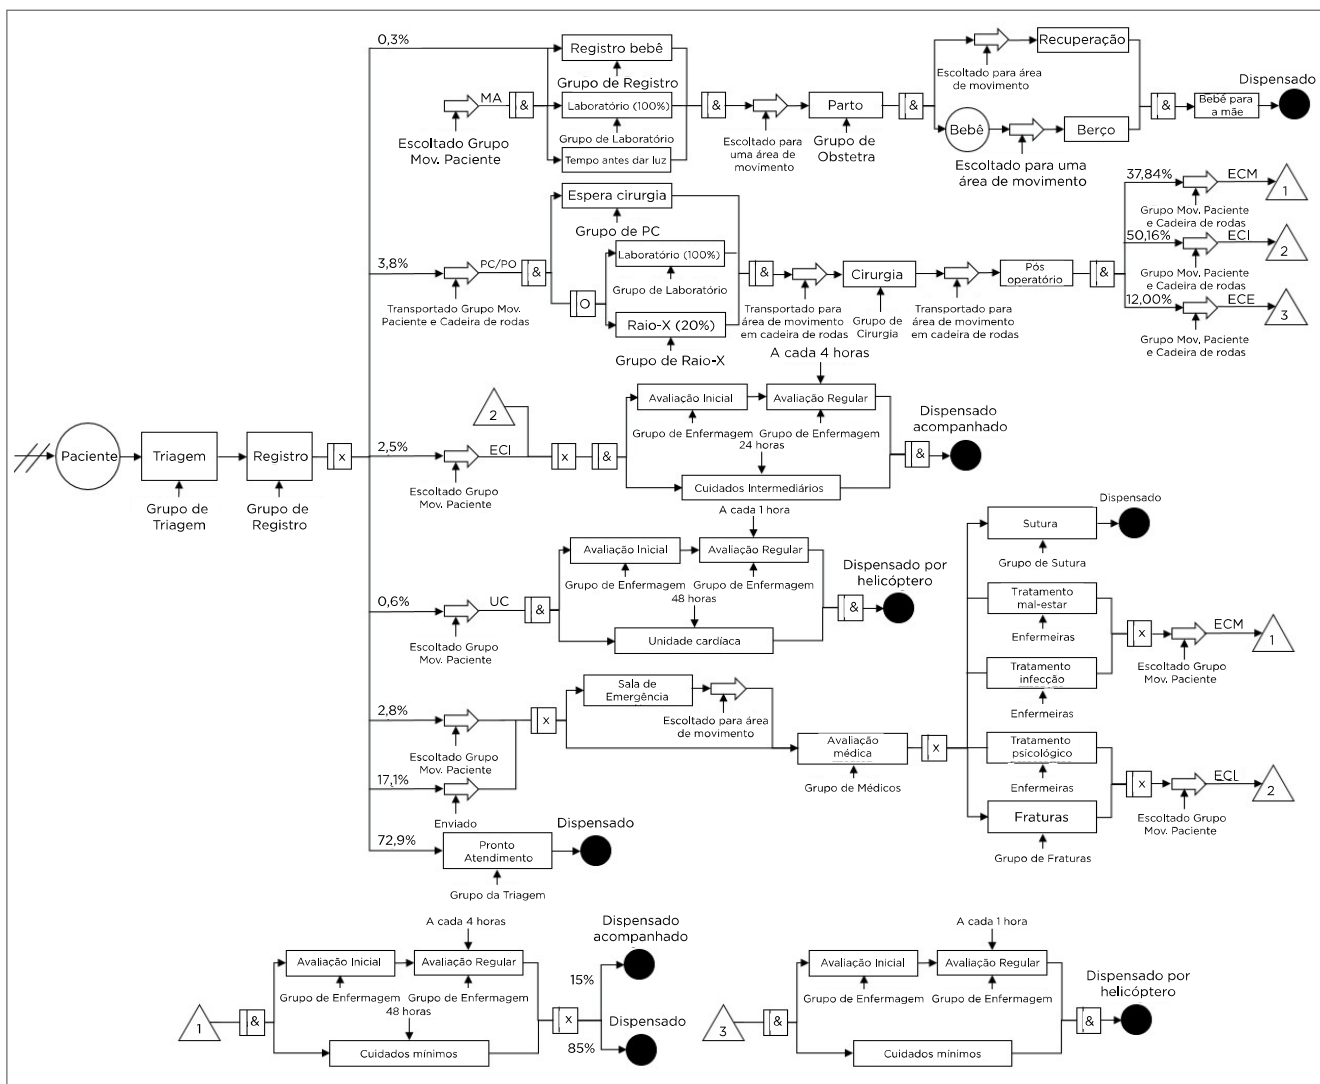 0,3%
Registro bebê
Grupo de Registro
MA
&
Laboratório (100%)
Grupo de Laboratório
Tempo antes dar luz
Escoltado Grupo
Mov. Paciente
&
Escoltado para
uma área de
movimento
Parto
Grupo de
Obstetra
&
Escoltado para área
de movimento
Recuperação
Bebê
Escoltado para uma
área de movimento
Berço
&
Bebê para
a mãe
Dispensado
3,8%
PC/PO
Transportado Grupo Mov.
Paciente e Cadeira de rodas
&
Espera cirurgia
Grupo de PC
O
Laboratório (100%)
Grupo de Laboratório
Raio-X (20%)
Grupo de Raio-X
&
Transportado para
área de movimento
em cadeira de rodas
Cirurgia
Grupo de
Cirurgia
Transportado para
área de movimento
em cadeira de rodas
Pós
operatório
&
37,84%
ECM
1
Grupo Mov. Paciente
e Cadeira de rodas
50,16%
ECI
2
Grupo Mov. Paciente
e Cadeira de rodas
12,00%
ECE
3
Grupo Mov, Paciente
e Cadeira de rodas
Paciente
Triagem
Grupo de
Triagem
Registro
Grupo de
Registro
x
2,5%
ECI
Escoltado Grupo
Mov. Paciente
2
x
&
A cada 4 horas
Avaliação Inicial
Avaliação Regular
Grupo de Enfermagem
Grupo de Enfermagem
24 horas
Cuidados Intermediários
&
Dispensado
acompanhado
0,6%
UC
Escoltado Grupo
Mov. Paciente
&
A cada 1 hora
Avaliação Inicial
Avaliação Regular
Grupo de Enfermagem
Grupo de Enfermagem
48 horas
Unidade cardíaca
&
Dispensado por
helicóptero
2,8%
Escoltado Grupo
Mov. Paciente
17,1%
Enviado
x
Sala de
Emergência
Escoltado para área
de movimento
Avaliação
médica
Grupo de Médicos
x
Sutura
Grupo de Sutura
Dispensado
Tratamento
mal-estar
Enfermeiras
Tratamento
infecção
Enfermeiras
x
ECM
Escoltado Grupo
Mov. Paciente
1
Tratamento
psicológico
Enfermeiras
Fraturas
Grupo de Fraturas
x
ECI
Escoltado Grupo
Mov. Paciente
2
72,9%
Pronto
Atendimento
Grupo da Triagem
Dispensado
1
&
A cada 4 horas
Avaliação Inicial
Avaliação Regular
Grupo de Enfermagem
Grupo de Enfermagem
48 horas
Cuidados mínimos
x
15%
Dispensado
acompanhado
85%
Dispensado
3
&
A cada 1 hora
Avaliação Inicial
Avaliação Regular
Grupo de Enfermagem
Grupo de Enfermagem
Cuidados mínimos
&
Dispensado por
helicóptero